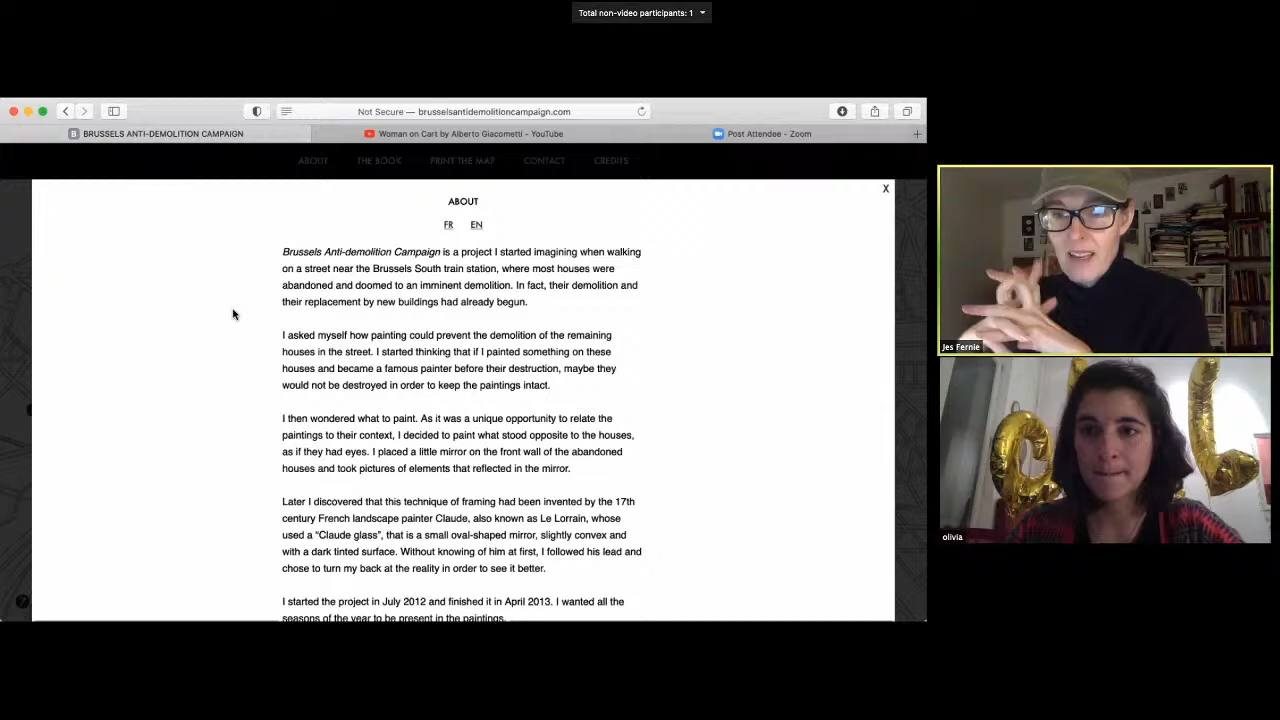 Total non-video participants: 1
Not Secure — brusselsantidemolitioncampaign.com
B BRUSSELS ANTI-DEMOLITION CAMPAIGN
Woman on Cart by Alberto Giacometti - YouTube
Post Attendee - Zoom
ABOUT THE BOOK PRINT THE MAP CONTACT CREDITS
X
ABOUT
FR EN
Brussels Anti-demolition Campaign is a project I started imagining when walking
on a street near the Brussels South train station, where most houses were
abandoned and doomed to an imminent demolition. In fact, their demolition and
their replacement by new buildings had already begun.
I asked myself how painting could prevent the demolition of the remaining
houses in the street. I started thinking that if I painted something on these
houses and became a famous painter before their destruction, maybe they
would not be destroyed in order to keep the paintings intact.
I then wondered what to paint. As it was a unique opportunity to relate the
paintings to their context, I decided to paint what stood opposite to the houses,
as if they had eyes. I placed a little mirror on the front wall of the abandoned
houses and took pictures of elements that reflected in the mirror.
Later I discovered that this technique of framing had been invented by the 17th
century French landscape painter Claude, also known as Le Lorrain, whose
used a “Claude glass”, that is a small oval-shaped mirror, slightly convex and
with a dark tinted surface. Without knowing of him at first, I followed his lead and
chose to turn my back at the reality in order to see it better.
I started the project in July 2012 and finished it in April 2013. I wanted all the
seasons of the year to be present in the paintings.
?
Jes Fernie
olivia